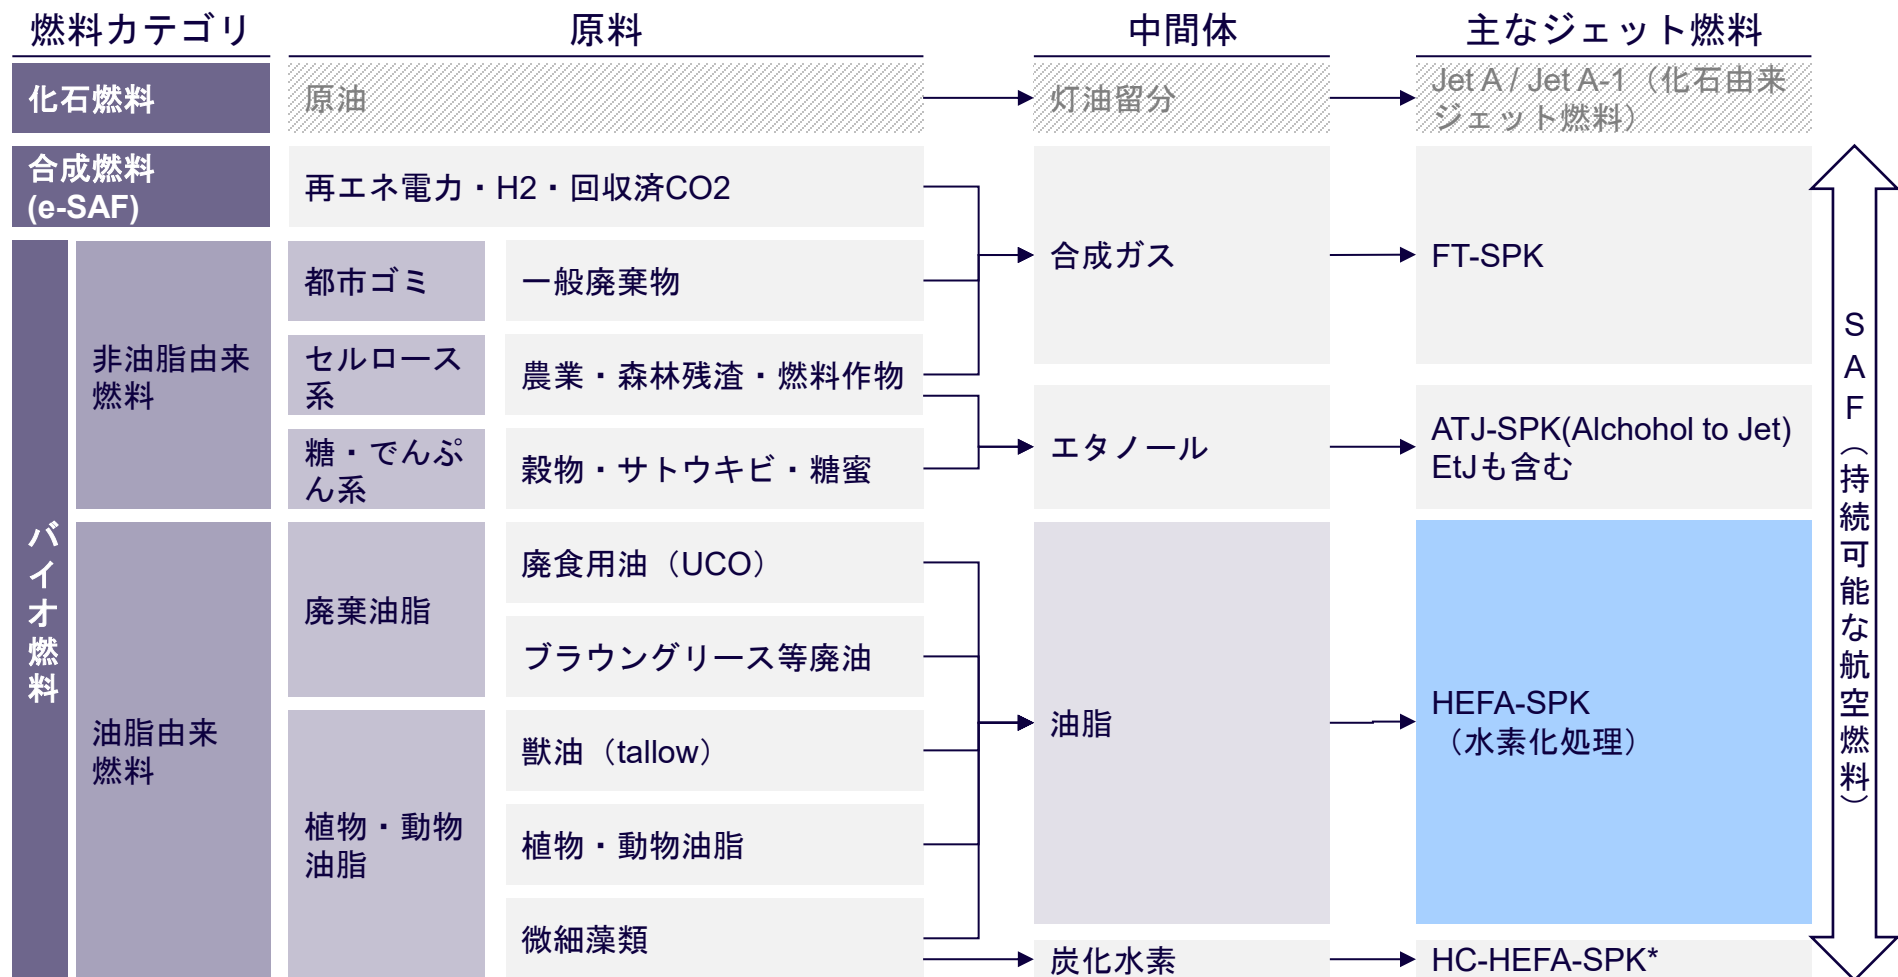 燃料カテゴリ
原料
中間体
主なジェット燃料
化石燃料
原油
灯油留分
Jet A / Jet A-1（化石由来
ジェット燃料）
合成燃料
(e-SAF)
再エネ電力・H2・回収済CO2
合成ガス
FT-SPK
バイオ燃料
非油脂由来
燃料
都市ゴミ
一般廃棄物
セルロース
系
農業・森林残渣・燃料作物
糖・でんぷ
ん系
穀物・サトウキビ・糖蜜
エタノール
ATJ-SPK(Alchohol to Jet)
EtJも含む
油脂由来
燃料
廃棄油脂
廃食用油（UCO）
ブラウングリース等廃油
植物・動物
油脂
獣油（tallow）
植物・動物油脂
微細藻類
油脂
HEFA-SPK
（水素化処理）
炭化水素
HC-HEFA-SPK*
SAF（持続可能な航空燃料）